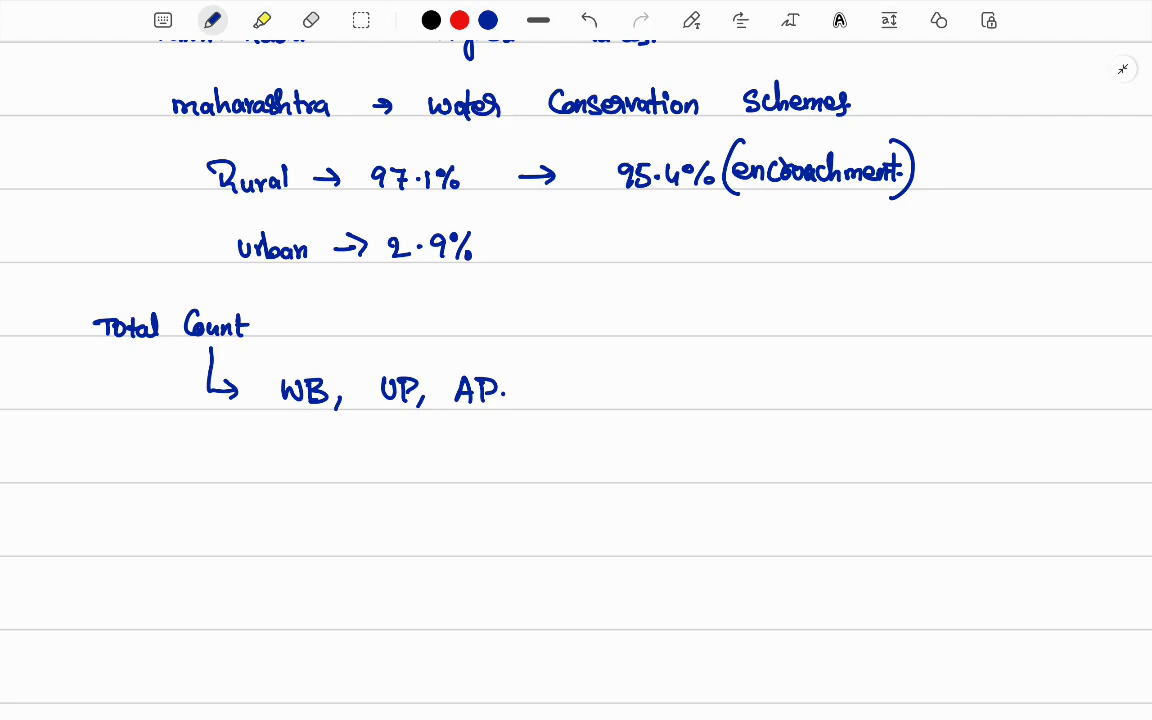 maharashtra → water Conservation Schemes
Rural → 97.1% → 95.4% (encroachment)
urban → 2.9%
Total Count
↳ WB, UP, AP.